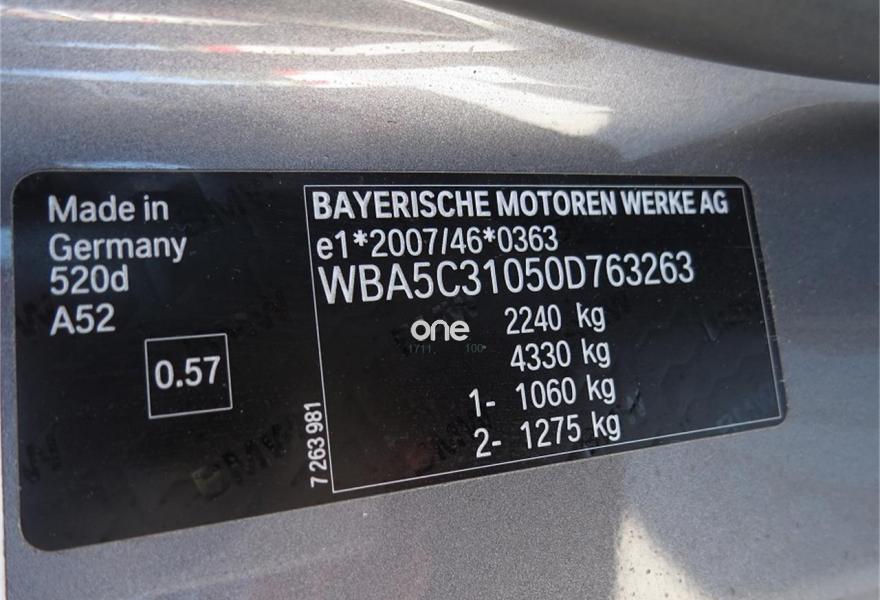 Made in
Germany
520d
A52
0.57
7 263 981
BAYERISCHE MOTOREN WERKE AG
e1*2007/46*0363
WBA5C31050D763263
2240 kg
one
4330 kg
1- 1060 kg
2- 1275 kg